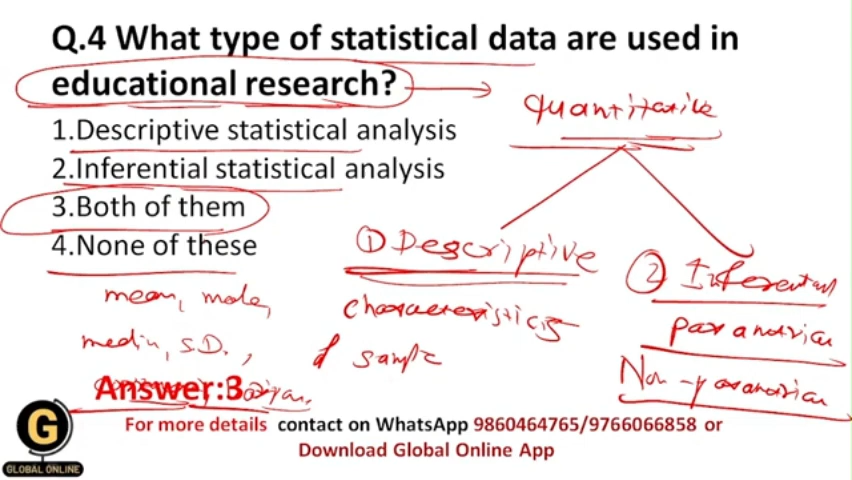 Q.4 What type of statistical data are used in
educational research?
quantitative
1.Descriptive statistical analysis
2.Inferential statistical analysis
3.Both of them
4.None of these
① Descriptive
characteristics
of sample
② Inferential
parametric
Non-parametric
mean, mode,
median, S.D.,
Answer:3
For more details contact on WhatsApp 9860464765/9766066858 or
Download Global Online App
G
GLOBAL ONLINE